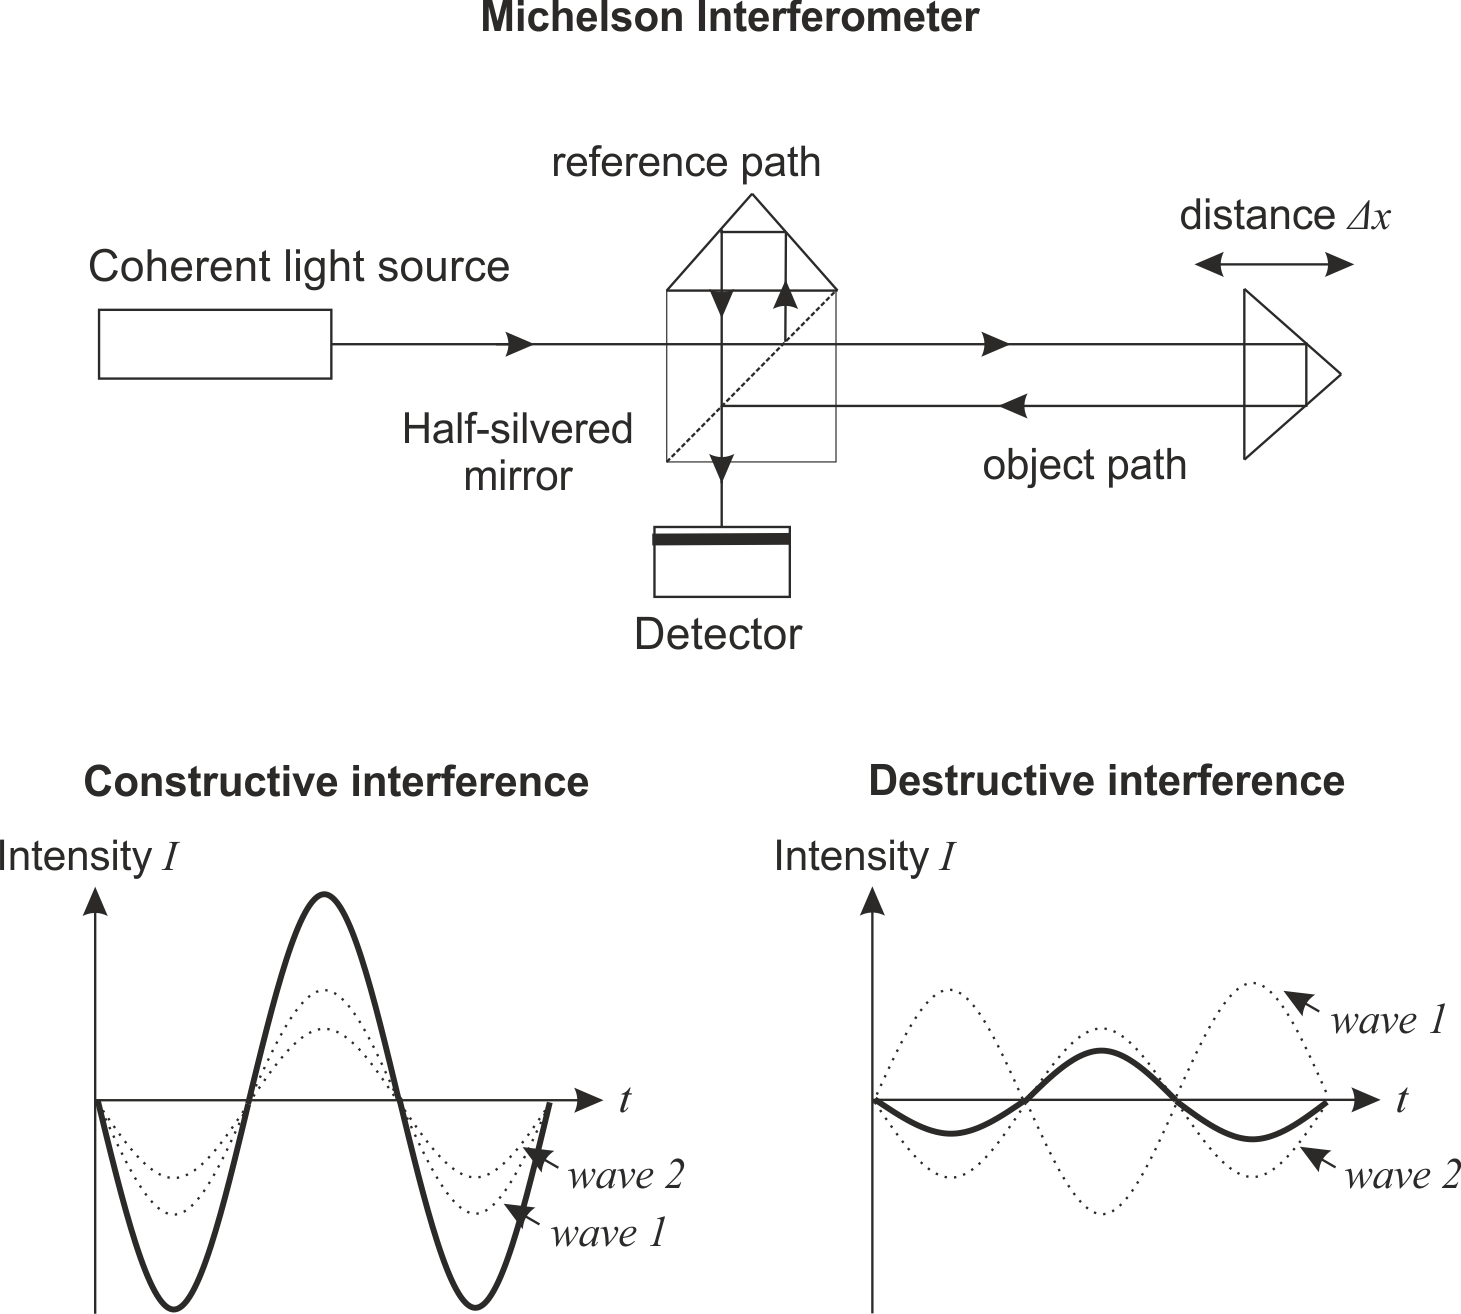 Michelson Interferometer
reference path
distance Δx
Coherent light source
Half-silvered
mirror
object path
Detector
Constructive interference
Destructive interference
Intensity I
Intensity I
wave 1
t
t
wave 2
wave 2
wave 1